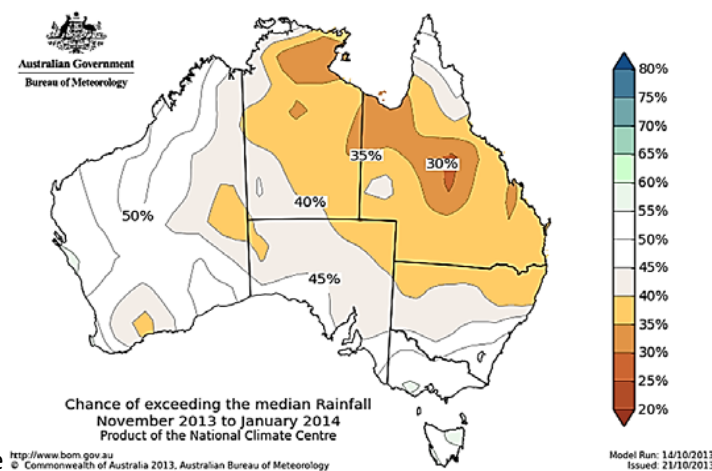 Australian Government
Bureau of Meteorology
80%
75%
70%
65%
60%
55%
50%
45%
40%
35%
30%
25%
20%
35%
30%
50%
40%
45%
Chance of exceeding the median Rainfall
November 2013 to January 2014
Product of the National Climate Centre
e http://www.bom.gov.au
© Commonwealth of Australia 2013, Australian Bureau of Meteorology
Model Run: 14/10/2013
Issued: 21/10/2013